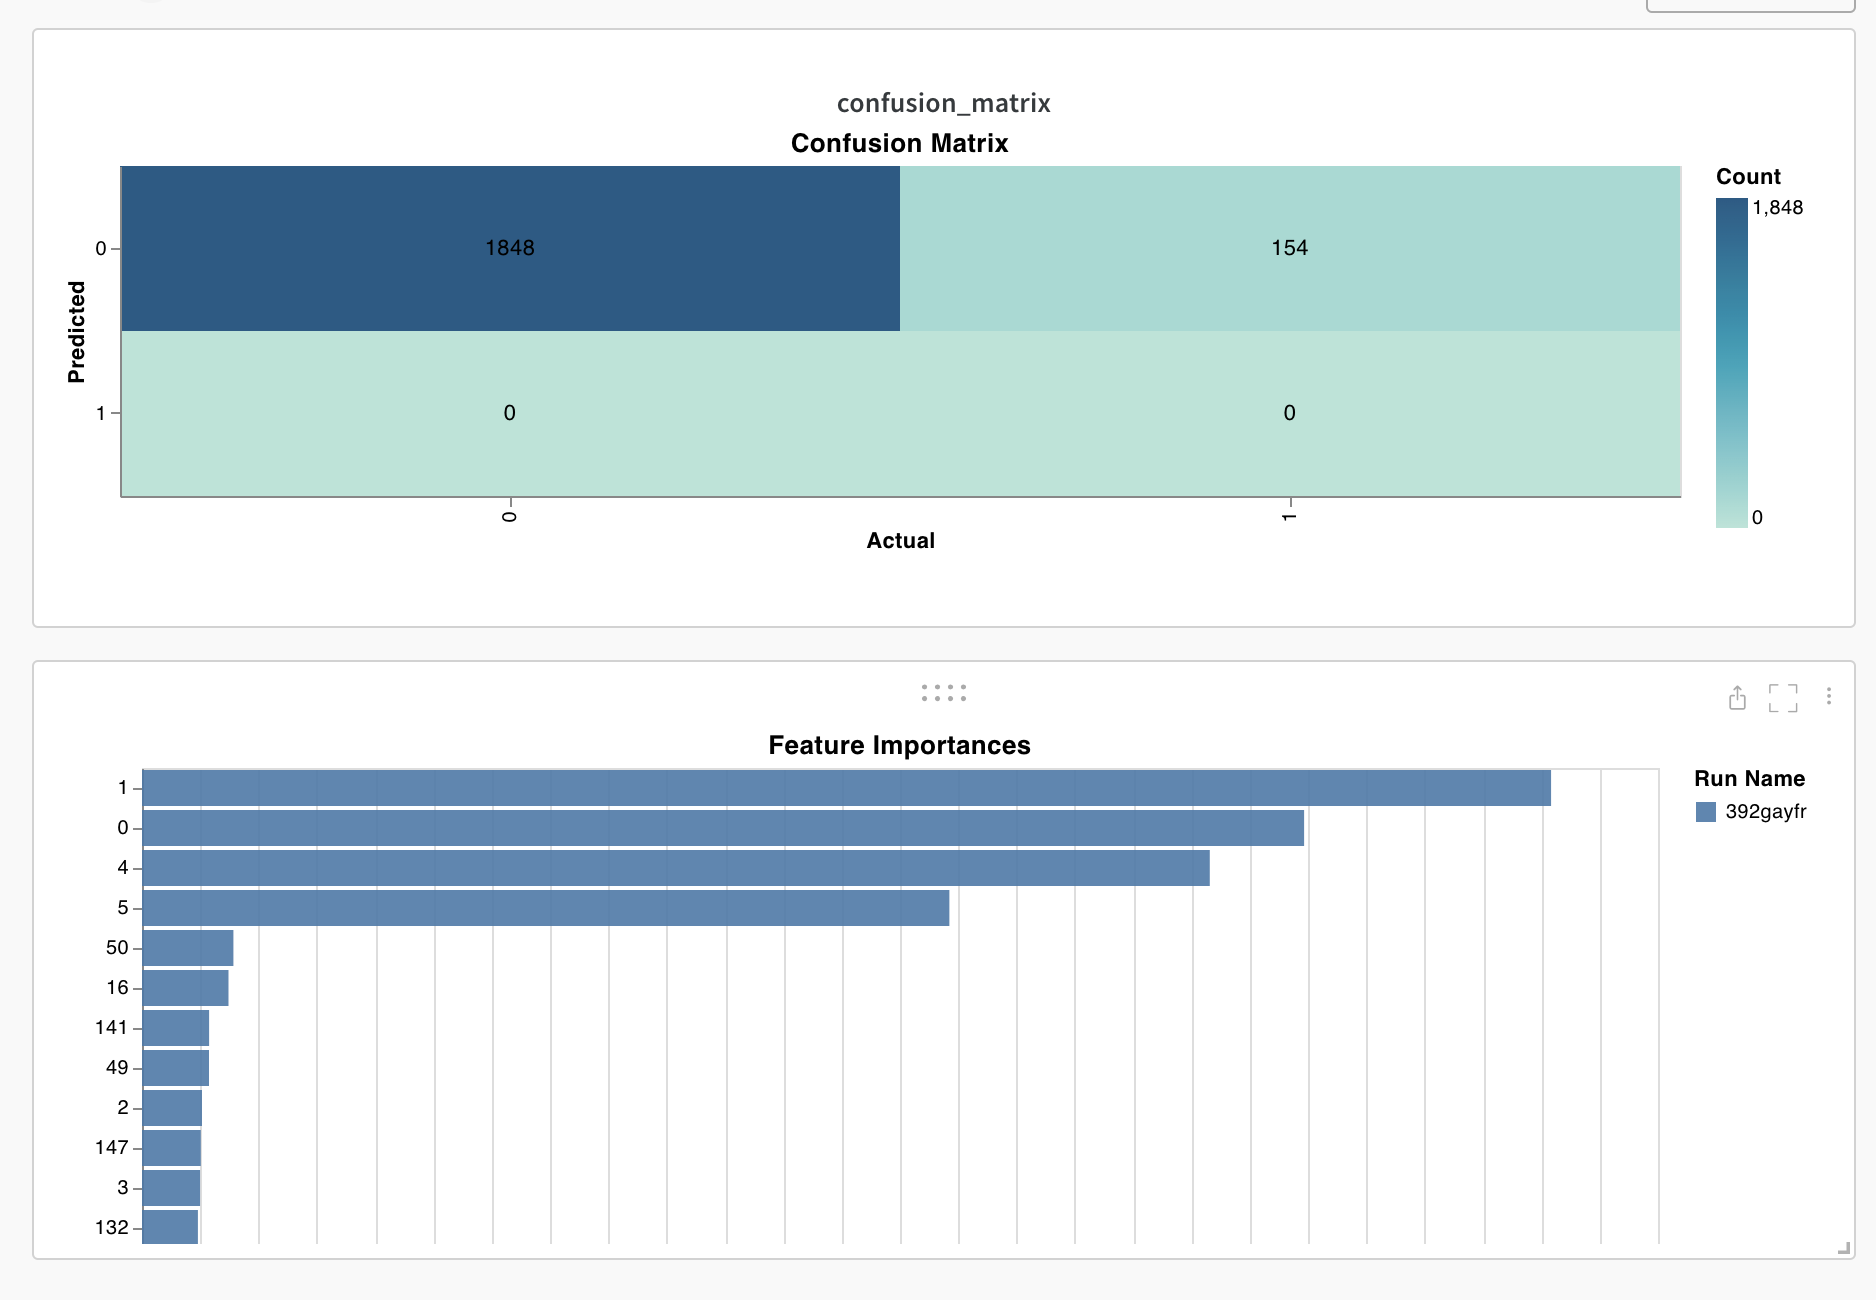 confusion_matrix
Confusion Matrix
Predicted
0
1
1848
154
0
0
0
1
Actual
Count
1,848
0
Feature Importances
1
0
4
5
50
16
141
49
2
147
3
132
Run Name
392gayfr